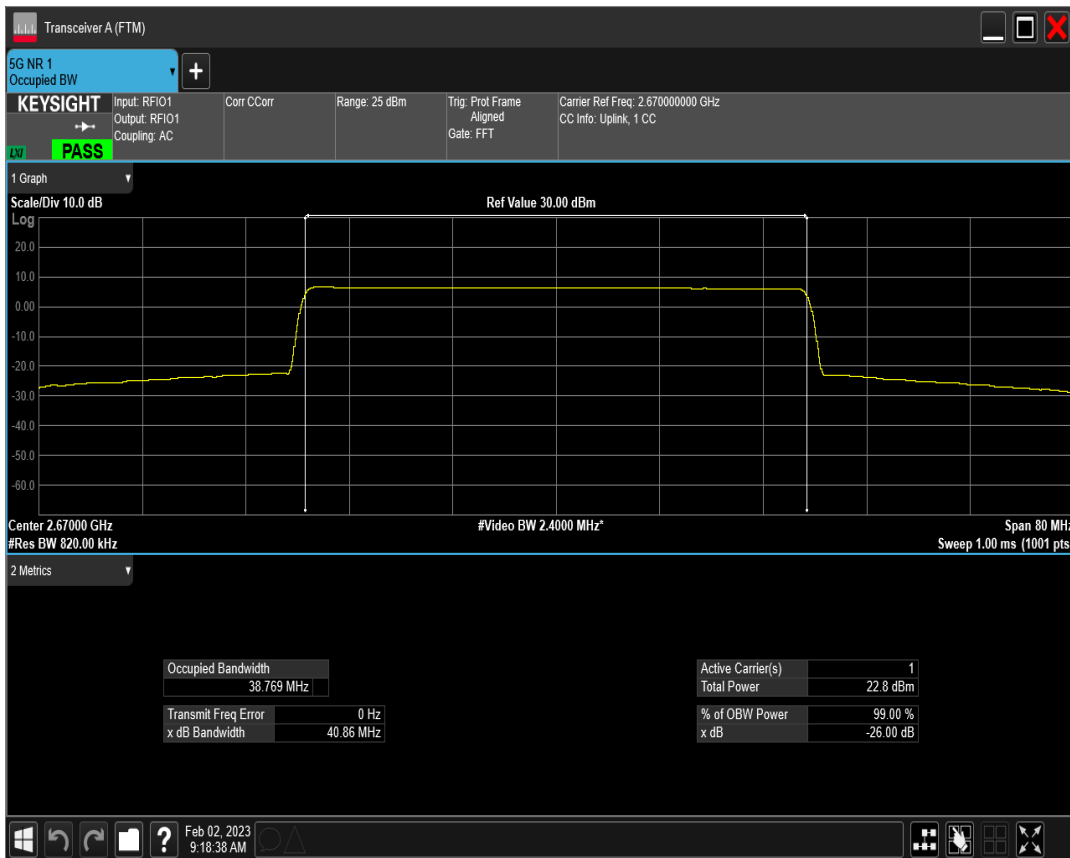 Transceiver A (FTM)
5G NR 1
Occupied BW
+
KEYSIGHT
LXI
PASS
Input: RFIO1
Output: RFIO1
Coupling: AC
Corr CCorr
Range: 25 dBm
Trig: Prot Frame
Aligned
Gate: FFT
Carrier Ref Freq: 2.670000000 GHz
CC Info: Uplink, 1 CC
1 Graph
Scale/Div 10.0 dB
Ref Value 30.00 dBm
Log
20.0
10.0
0.00
-10.0
-20.0
-30.0
-40.0
-50.0
-60.0
Center 2.67000 GHz
#Video BW 2.4000 MHz*
Span 80 MHz
#Res BW 820.00 kHz
Sweep 1.00 ms (1001 pts
2 Metrics
Occupied Bandwidth
38.769 MHz
Transmit Freq Error 0 Hz
x dB Bandwidth 40.86 MHz
Active Carrier(s) 1
Total Power 22.8 dBm
% of OBW Power 99.00 %
x dB -26.00 dB
?
Feb 02, 2023
9:18:38 AM